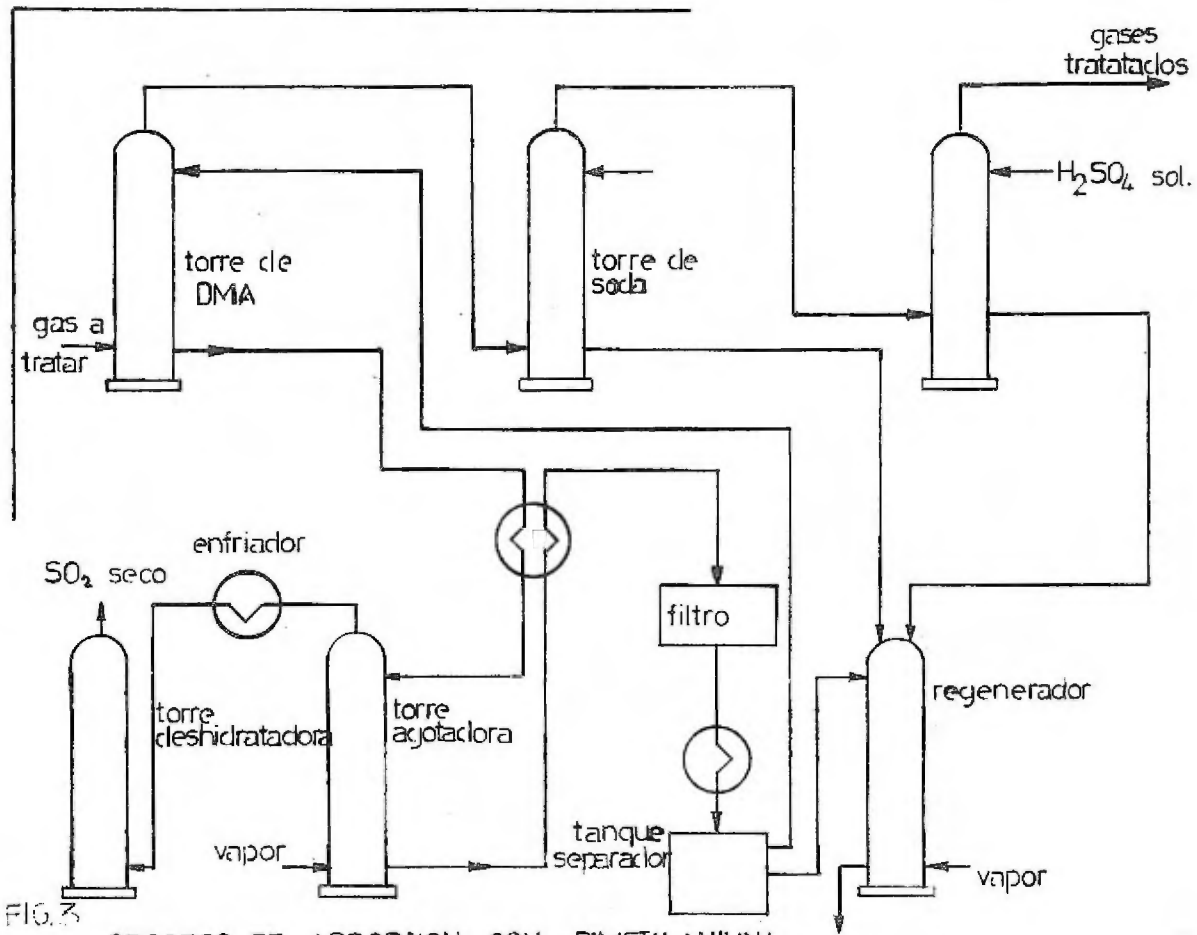 gases
tratatados
H₂SO₄ sol.
torre de
DMA
torre de
soda
gas a
tratar
enfriador
SO₂ seco
filtro
regenerador
torre
deshidratadora
torre
agotadora
tanque
separador
vapor
vapor
FIG. 3